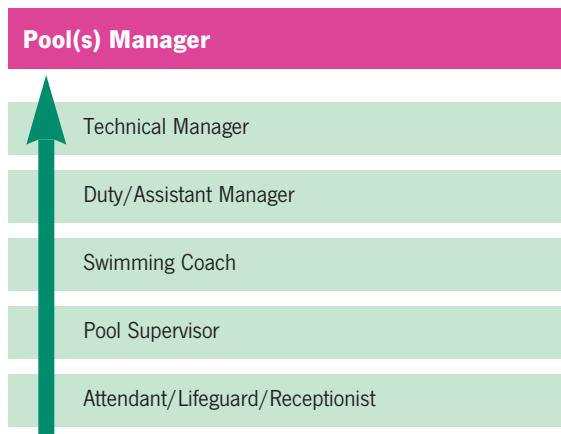 Pool(s) Manager
Technical Manager
Duty/Assistant Manager
Swimming Coach
Pool Supervisor
Attendant/Lifeguard/Receptionist